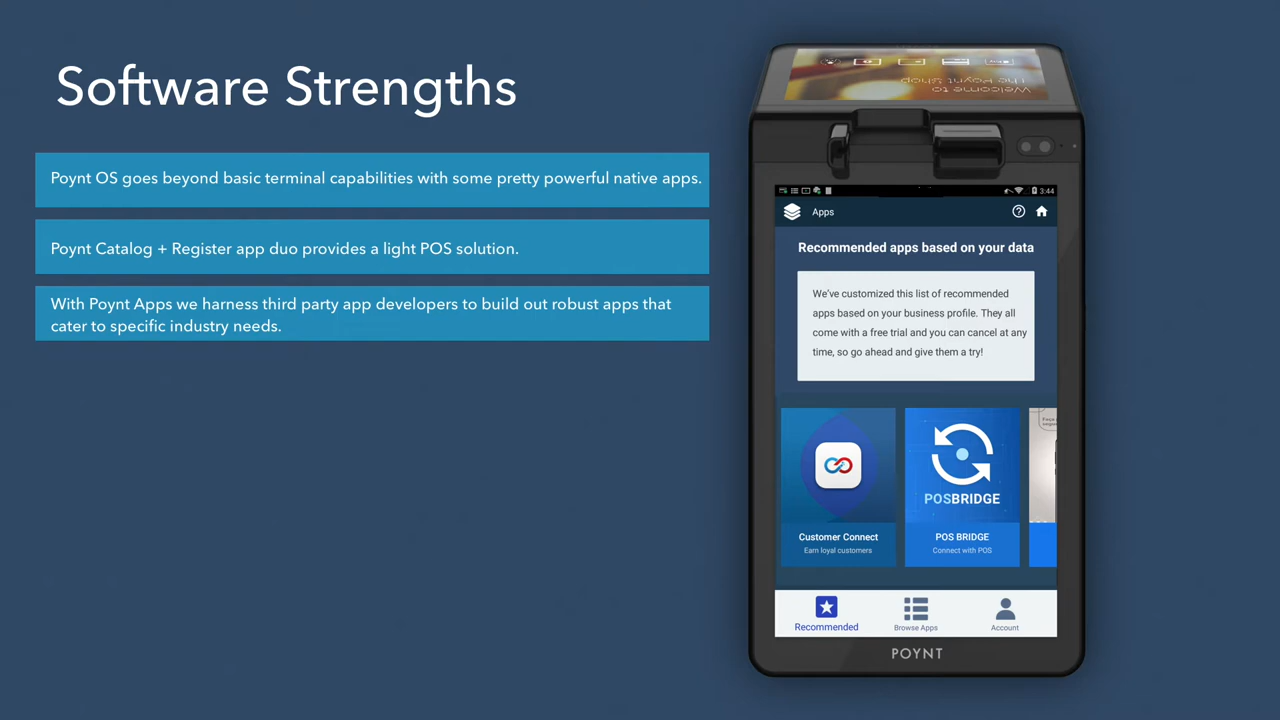 Software Strengths
Poynt OS goes beyond basic terminal capabilities with some pretty powerful native apps.
Poynt Catalog + Register app duo provides a light POS solution.
With Poynt Apps we harness third party app developers to build out robust apps that
cater to specific industry needs.
Welcome to
The Poynt Shop
3:44
Apps
Recommended apps based on your data
We've customized this list of recommended
apps based on your business profile. They all
come with a free trial and you can cancel at any
time, so go ahead and give them a try!
POSBRIDGE
Customer Connect
Earn loyal customers
POS BRIDGE
Connect with POS
Recommended
Browse Apps
Account
POYNT